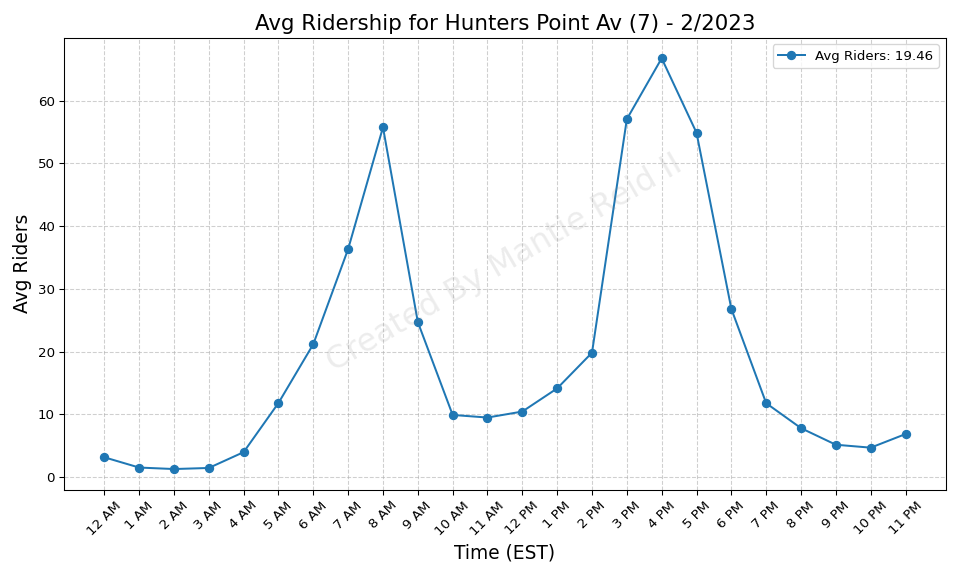 Avg Ridership for Hunters Point Av (7) - 2/2023
Avg Riders: 19.46
Avg Riders
60
50
40
30
20
10
0
Created By Mantie Reid II
12 AM
1 AM
2 AM
3 AM
4 AM
5 AM
6 AM
7 AM
8 AM
9 AM
10 AM
11 AM
12 PM
1 PM
2 PM
3 PM
4 PM
5 PM
6 PM
7 PM
8 PM
9 PM
10 PM
11 PM
Time (EST)